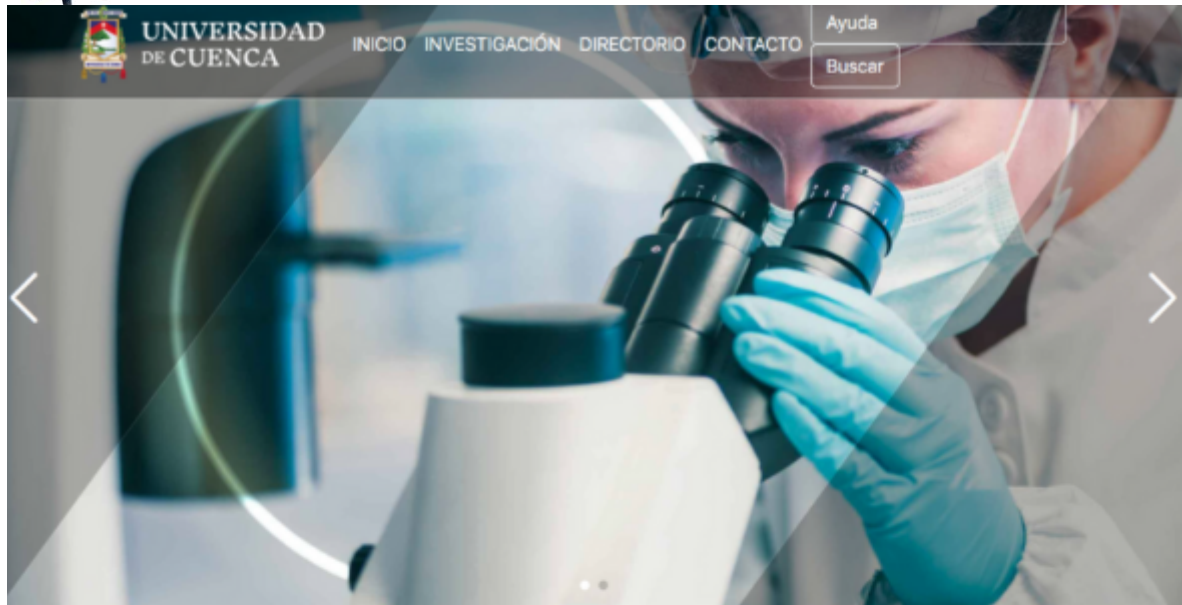 UNIVERSIDAD
DE CUENCA
INICIO INVESTIGACIÓN DIRECTORIO CONTACTO
Ayuda
Buscar